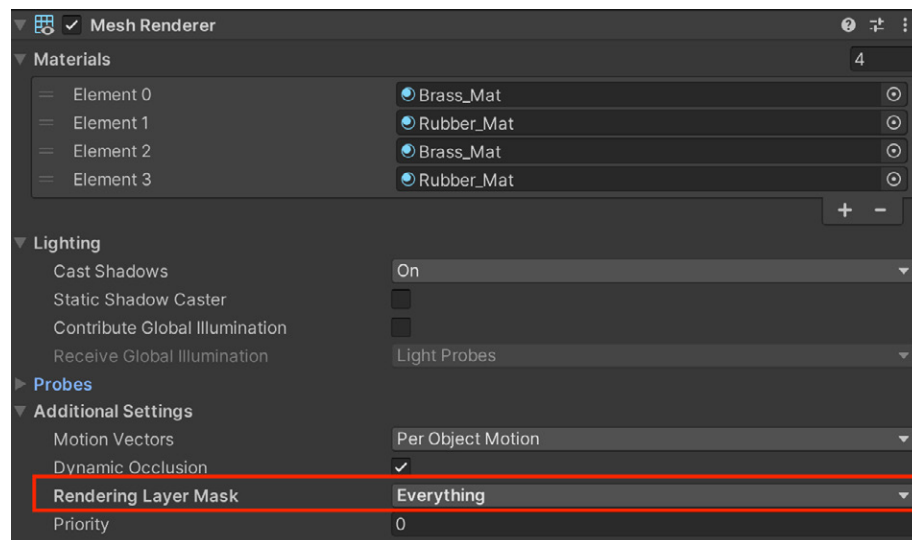 Mesh Renderer
Materials 4
Element 0 Brass_Mat
Element 1 Rubber_Mat
Element 2 Brass_Mat
Element 3 Rubber_Mat
+ −
Lighting
Cast Shadows On
Static Shadow Caster
Contribute Global Illumination
Receive Global Illumination Light Probes
Probes
Additional Settings
Motion Vectors Per Object Motion
Dynamic Occlusion
Rendering Layer Mask Everything
Priority 0